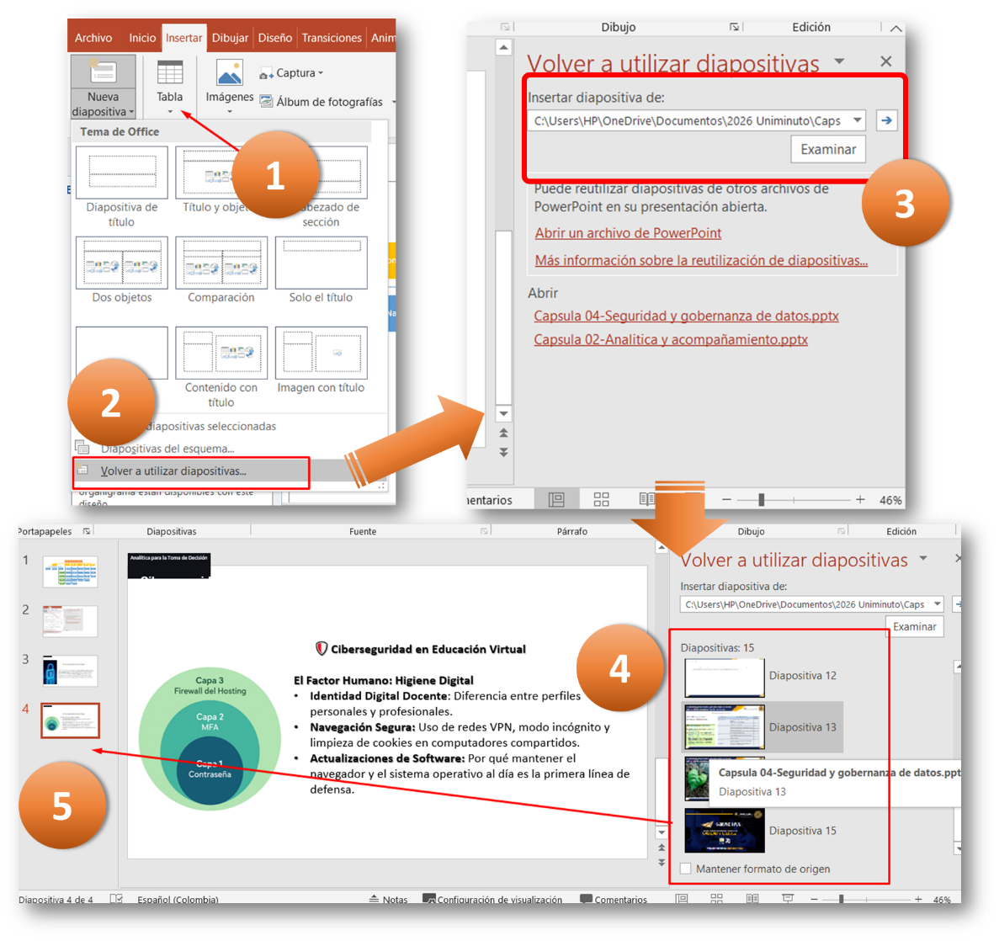 Archivo Inicio Insertar Dibujar Diseño Transiciones Anim
Nueva diapositiva
Tabla
Imágenes
Captura
Álbum de fotografías
Tema de Office
1
Diapositiva de título
Título y objet
abezado de sección
Dos objetos
Comparación
Solo el título
2
Contenido con título
Imagen con título
diapositivas seleccionadas
Diapositivas del esquema...
Volver a utilizar diapositivas...
organigrama están disponibles con este
diseño
Dibujo
Edición
Volver a utilizar diapositivas
Insertar diapositiva de:
C:\Users\HP\OneDrive\Documentos\2026 Uniminuto\Caps
Examinar
3
Puede reutilizar diapositivas de otros archivos de
PowerPoint en su presentación abierta.
Abrir un archivo de PowerPoint
Más información sobre la reutilización de diapositivas...
Abrir
Capsula 04-Seguridad y gobernanza de datos.pptx
Capsula 02-Analitica y acompañamiento.pptx
nentarios
46%
Portapapeles
Diapositivas
Fuente
Párrafo
Dibujo
Edición
1
2
3
4
Analítica para la Toma de Decisión
Ciberseguridad en Educación Virtual
Capa 3
Firewall del Hosting
Capa 2
MFA
Capa 1
Contraseña
El Factor Humano: Higiene Digital
• Identidad Digital Docente: Diferencia entre perfiles
personales y profesionales.
• Navegación Segura: Uso de redes VPN, modo incógnito y
limpieza de cookies en computadores compartidos.
• Actualizaciones de Software: Por qué mantener el
navegador y el sistema operativo al día es la primera línea de
defensa.
4
5
Volver a utilizar diapositivas
Insertar diapositiva de:
C:\Users\HP\OneDrive\Documentos\2026 Uniminuto\Caps
Examinar
Diapositivas: 15
Diapositiva 12
Diapositiva 13
Capsula 04-Seguridad y gobernanza de datos.ppt
Diapositiva 13
Diapositiva 15
Mantener formato de origen
Diapositiva 4 de 4
Español (Colombia)
Notas
Configuración de visualización
Comentarios
46%